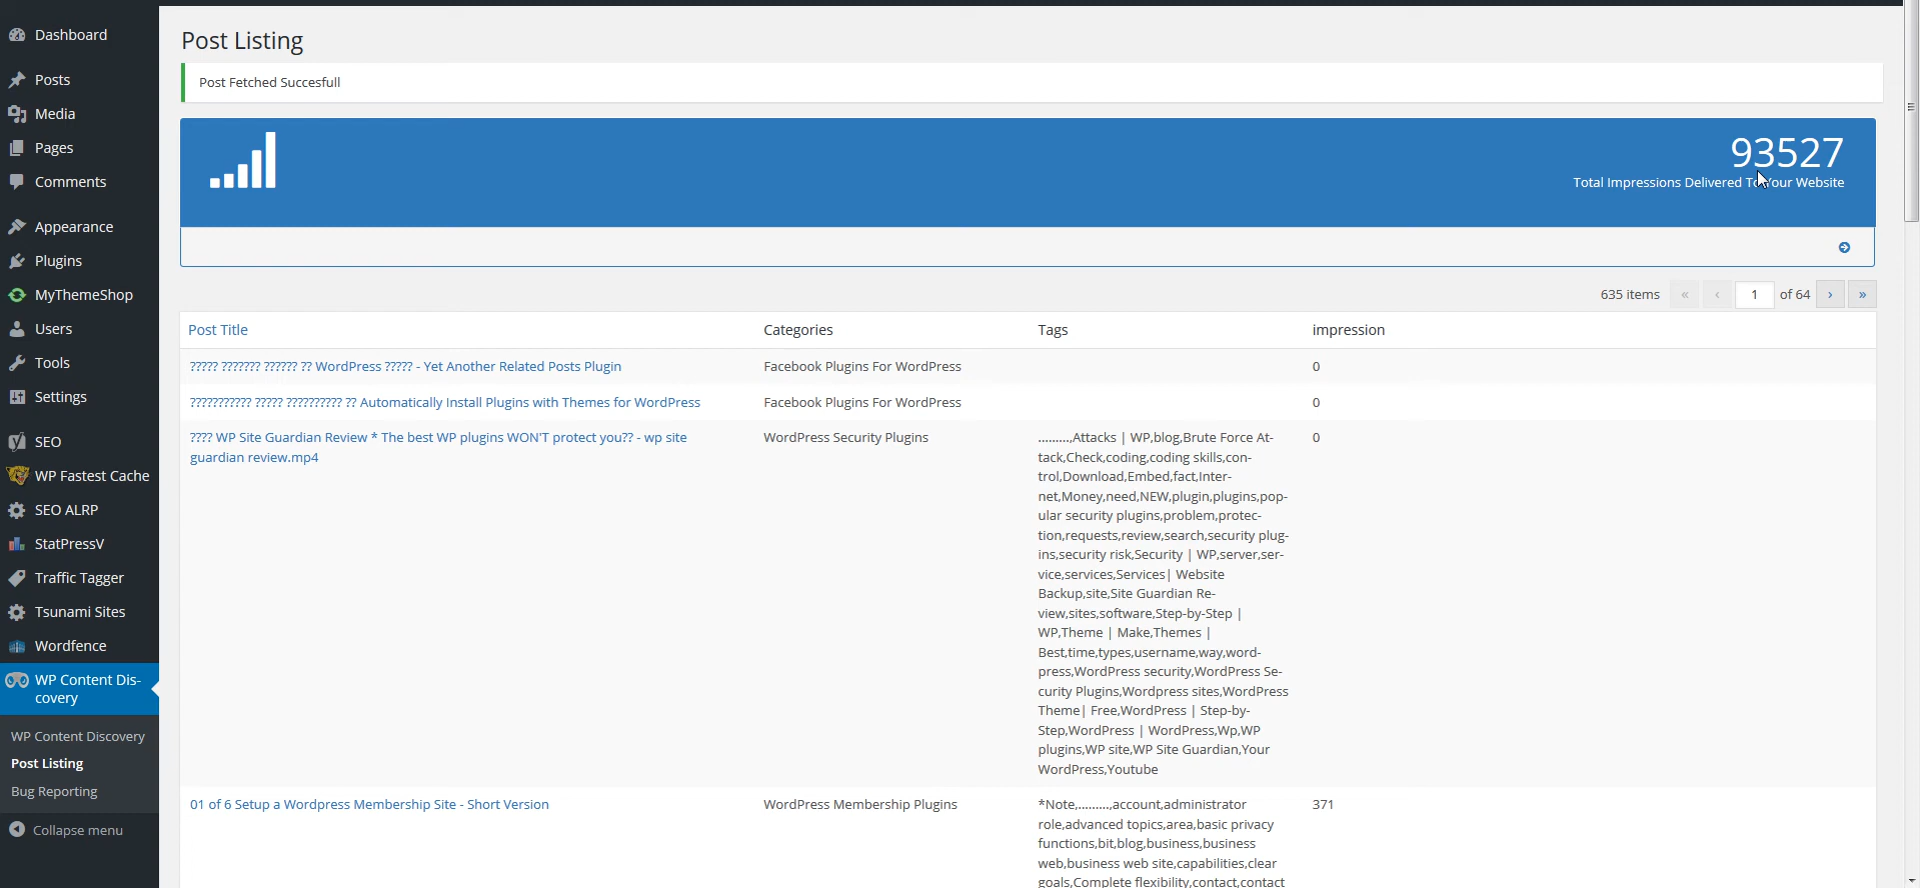 Dashboard
Posts
Media
Pages
Comments
Appearance
Plugins
MyThemeShop
Users
Tools
Settings
SEO
WP Fastest Cache
SEO ALRP
StatPressV
Traffic Tagger
Tsunami Sites
Wordfence
WP Content Dis-
covery
WP Content Discovery
Post Listing
Bug Reporting
Collapse menu
Post Listing
Post Fetched Succesfull
93527
Total Impressions Delivered To Your Website
635 items « ‹ 1 of 64 › »
Post Title Categories Tags impression
????? ??????? ?????? ?? WordPress ????? - Yet Another Related Posts Plugin Facebook Plugins For WordPress 0
??????????? ????? ?????????? ?? Automatically Install Plugins with Themes for WordPress Facebook Plugins For WordPress 0
???? WP Site Guardian Review * The best WP plugins WON'T protect you?? - wp site
guardian review.mp4
WordPress Security Plugins
.........,Attacks | WP,blog,Brute Force At-
tack,Check,coding,coding skills,con-
trol,Download,Embed,fact,Inter-
net,Money,need,NEW,plugin,plugins,pop-
ular security plugins,problem,protec-
tion,requests,review,search,security plug-
ins,security risk,Security | WP,server,ser-
vice,services,Services| Website
Backup,site,Site Guardian Re-
view,sites,software,Step-by-Step |
WP,Theme | Make,Themes |
Best,time,types,username,way,word-
press,WordPress security,WordPress Se-
curity Plugins,Wordpress sites,WordPress
Theme| Free,WordPress | Step-by-
Step,WordPress | WordPress,Wp,WP
plugins,WP site,WP Site Guardian,Your
WordPress,Youtube
0
01 of 6 Setup a Wordpress Membership Site - Short Version WordPress Membership Plugins
*Note,.........,account,administrator
role,advanced topics,area,basic privacy
functions,bit,blog,business,business
web,business web site,capabilities,clear
goals,Complete flexibility,contact,contact
371